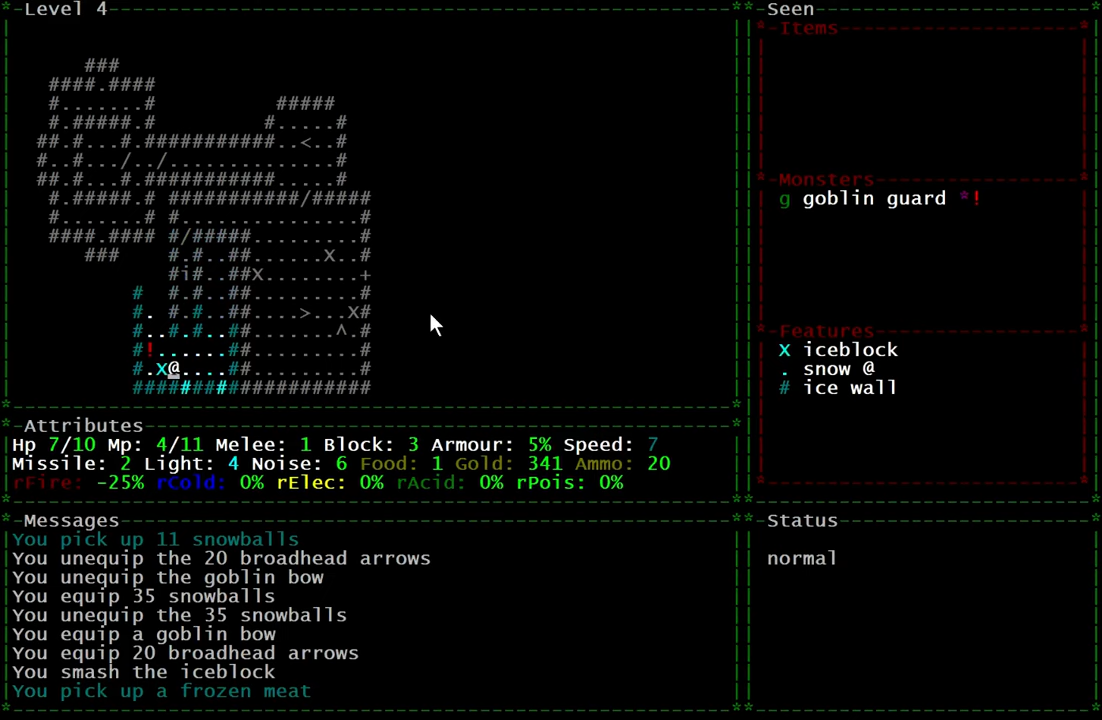 Level 4
###
####.####
#.......# #####
#.#####.# #.....#
##.#...#.###########..<..#
#..#.../../..............#
##.#...#.###########.....#
#.#####.# ###########/#####
#.......# #...............#
####.#### #/#####.........#
### #.#..##......x..#
#i#..##x........+
# #.#..##.........#
#. #.#..##....>...x#
#..#.#..##.......^.#
#!......##.........#
#.x@....##.........#
####################
Attributes
Hp 7/10 Mp: 4/11 Melee: 1 Block: 3 Armour: 5% Speed: 7
Missile: 2 Light: 4 Noise: 6 Food: 1 Gold: 341 Ammo: 20
rFire: -25% rCold: 0% rElec: 0% rAcid: 0% rPois: 0%
Messages
You pick up 11 snowballs
You unequip the 20 broadhead arrows
You unequip the goblin bow
You equip 35 snowballs
You unequip the 35 snowballs
You equip a goblin bow
You equip 20 broadhead arrows
You smash the iceblock
You pick up a frozen meat
Seen
Items
Monsters
g goblin guard *!
Features
x iceblock
. snow @
# ice wall
Status
normal